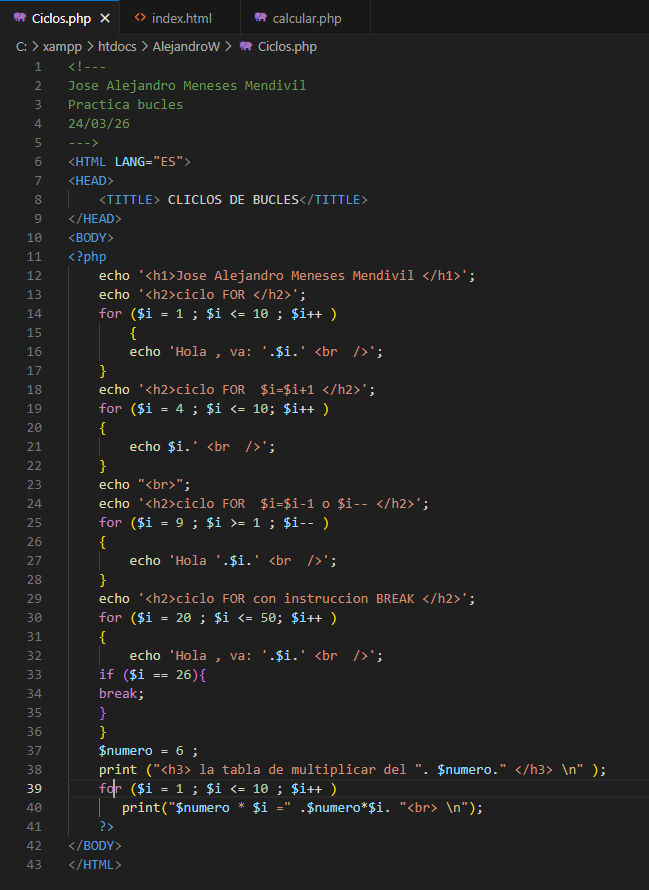 Ciclos.php × <> index.html calcular.php
C: > xampp > htdocs > AlejandroW > Ciclos.php
1 <!---
2 Jose Alejandro Meneses Mendivil
3 Practica bucles
4 24/03/26
5 --->
6 <HTML LANG="ES">
7 <HEAD>
8 <TITTLE> CLICLOS DE BUCLES</TITTLE>
9 </HEAD>
10 <BODY>
11 <?php
12 echo '<h1>Jose Alejandro Meneses Mendivil </h1>';
13 echo '<h2>ciclo FOR </h2>';
14 for ($i = 1 ; $i <= 10 ; $i++ )
15 {
16 echo 'Hola , va: '.$i.' <br  />';
17 }
18 echo '<h2>ciclo FOR  $i=$i+1 </h2>';
19 for ($i = 4 ; $i <= 10; $i++ )
20 {
21 echo $i.' <br  />';
22 }
23 echo "<br>";
24 echo '<h2>ciclo FOR  $i=$i-1 o $i-- </h2>';
25 for ($i = 9 ; $i >= 1 ; $i-- )
26 {
27 echo 'Hola '.$i.' <br  />';
28 }
29 echo '<h2>ciclo FOR con instruccion BREAK </h2>';
30 for ($i = 20 ; $i <= 50; $i++ )
31 {
32 echo 'Hola , va: '.$i.' <br  />';
33 if ($i == 26){
34 break;
35 }
36 }
37 $numero = 6 ;
38 print ("<h3> la tabla de multiplicar del ". $numero." </h3> \n" );
39 for ($i = 1 ; $i <= 10 ; $i++ )
40 print("$numero * $i =" .$numero*$i. "<br> \n");
41 ?>
42 </BODY>
43 </HTML>